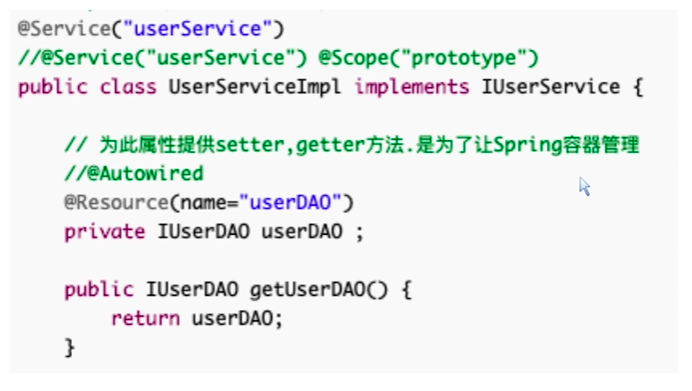 @Service("userService")
//@Service("userService") @Scope("prototype")
public class UserServiceImpl implements IUserService {
// 为此属性提供setter,getter方法.是为了让Spring容器管理
//@Autowired
@Resource(name="userDAO")
private IUserDAO userDAO ;
public IUserDAO getUserDAO() {
return userDAO;
}